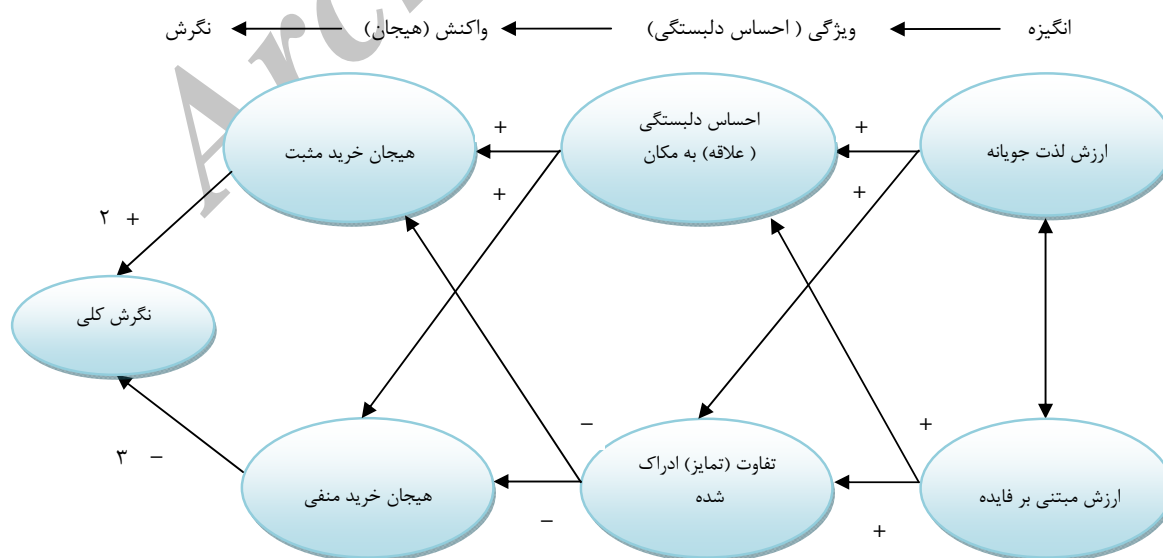 انگیزه ویژگی ( احساس دلبستگی) واکنش (هیجان) نگرش
احساس دلبستگی
( علاقه) به مکان
ارزش لذت جویانه
هیجان خرید مثبت
+
+
+
+
۲ +
نگرش کلی
+
−
− ۳
تفاوت (تمایز) ادراک
شده
ارزش مبتنی بر فایده
هیجان خرید منفی
+
−